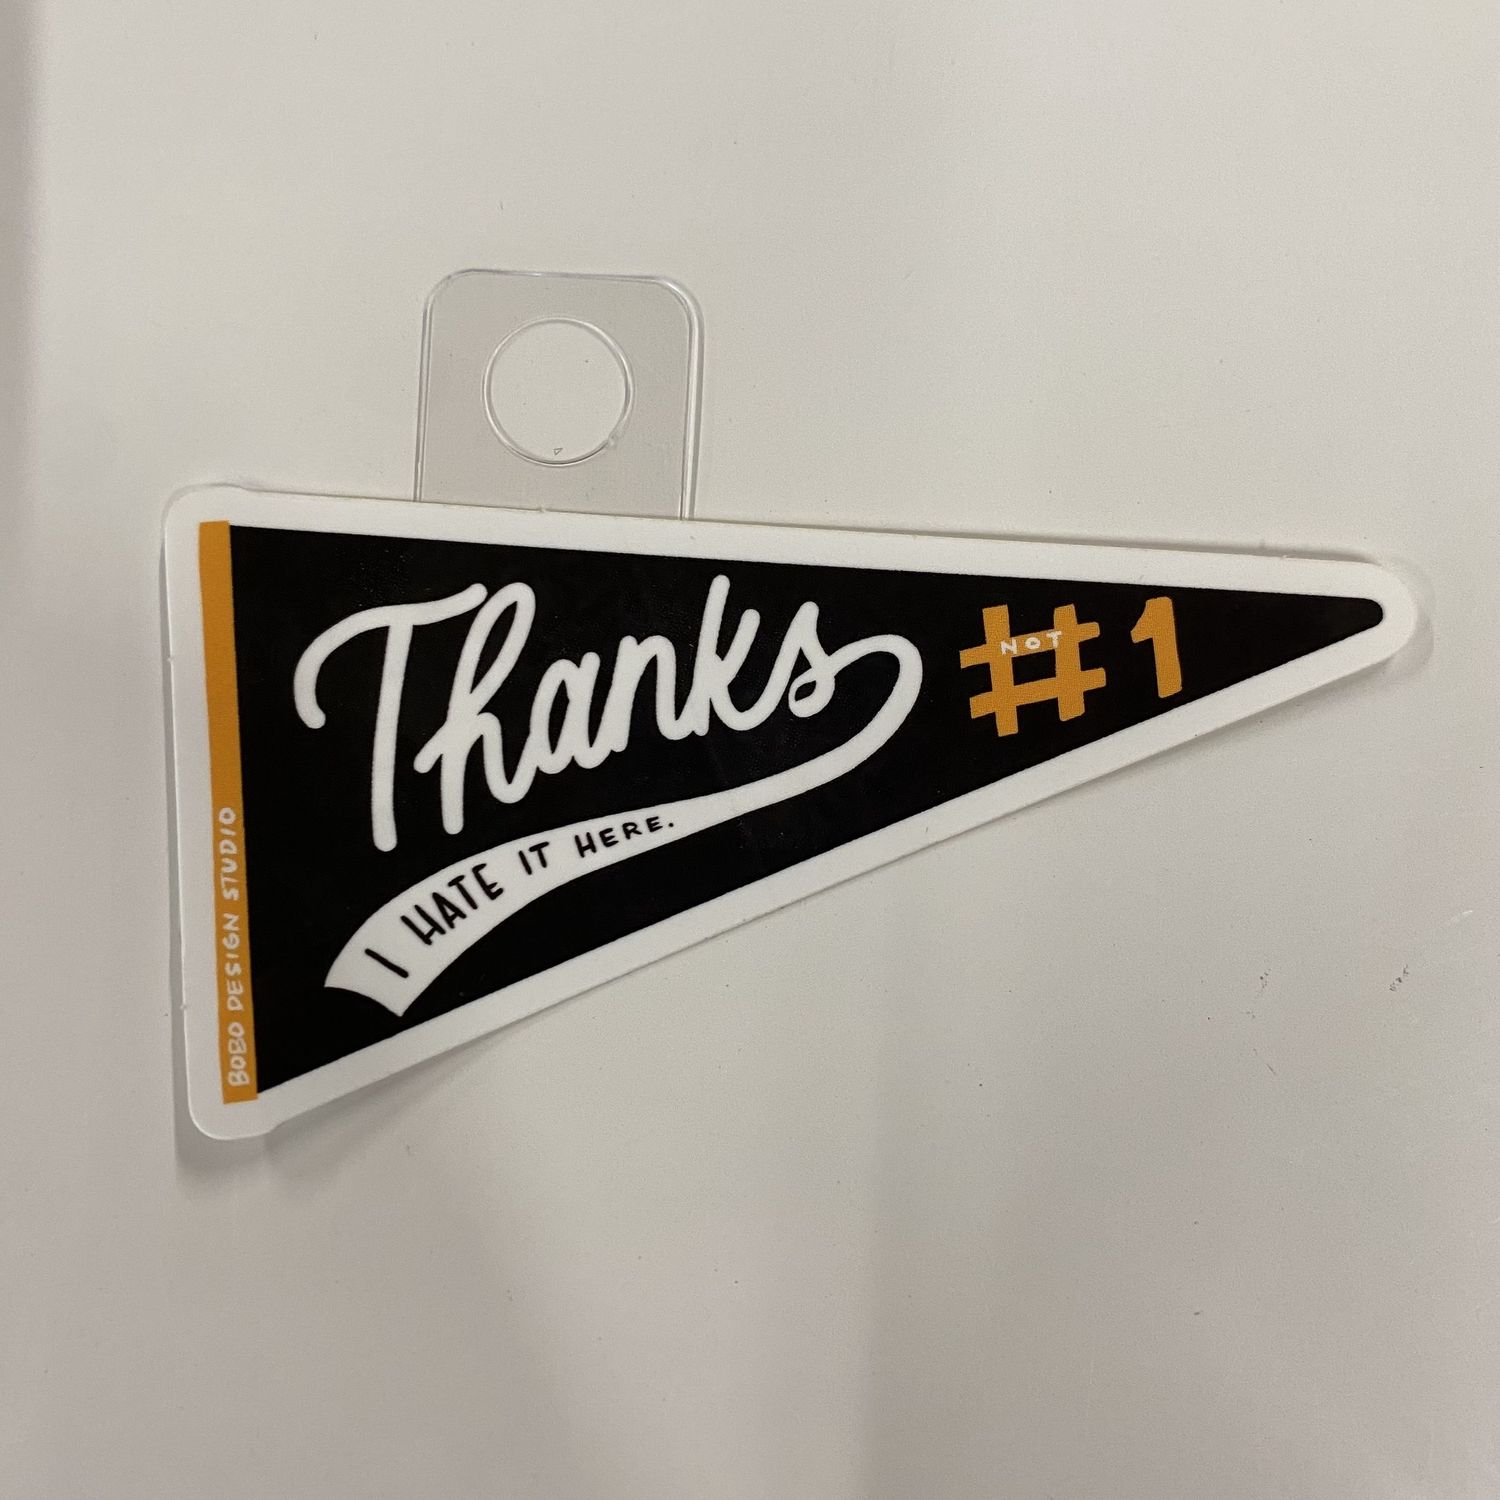 Thanks
I HATE IT HERE.
NOT
#1
BOBO DESIGN STUDIO